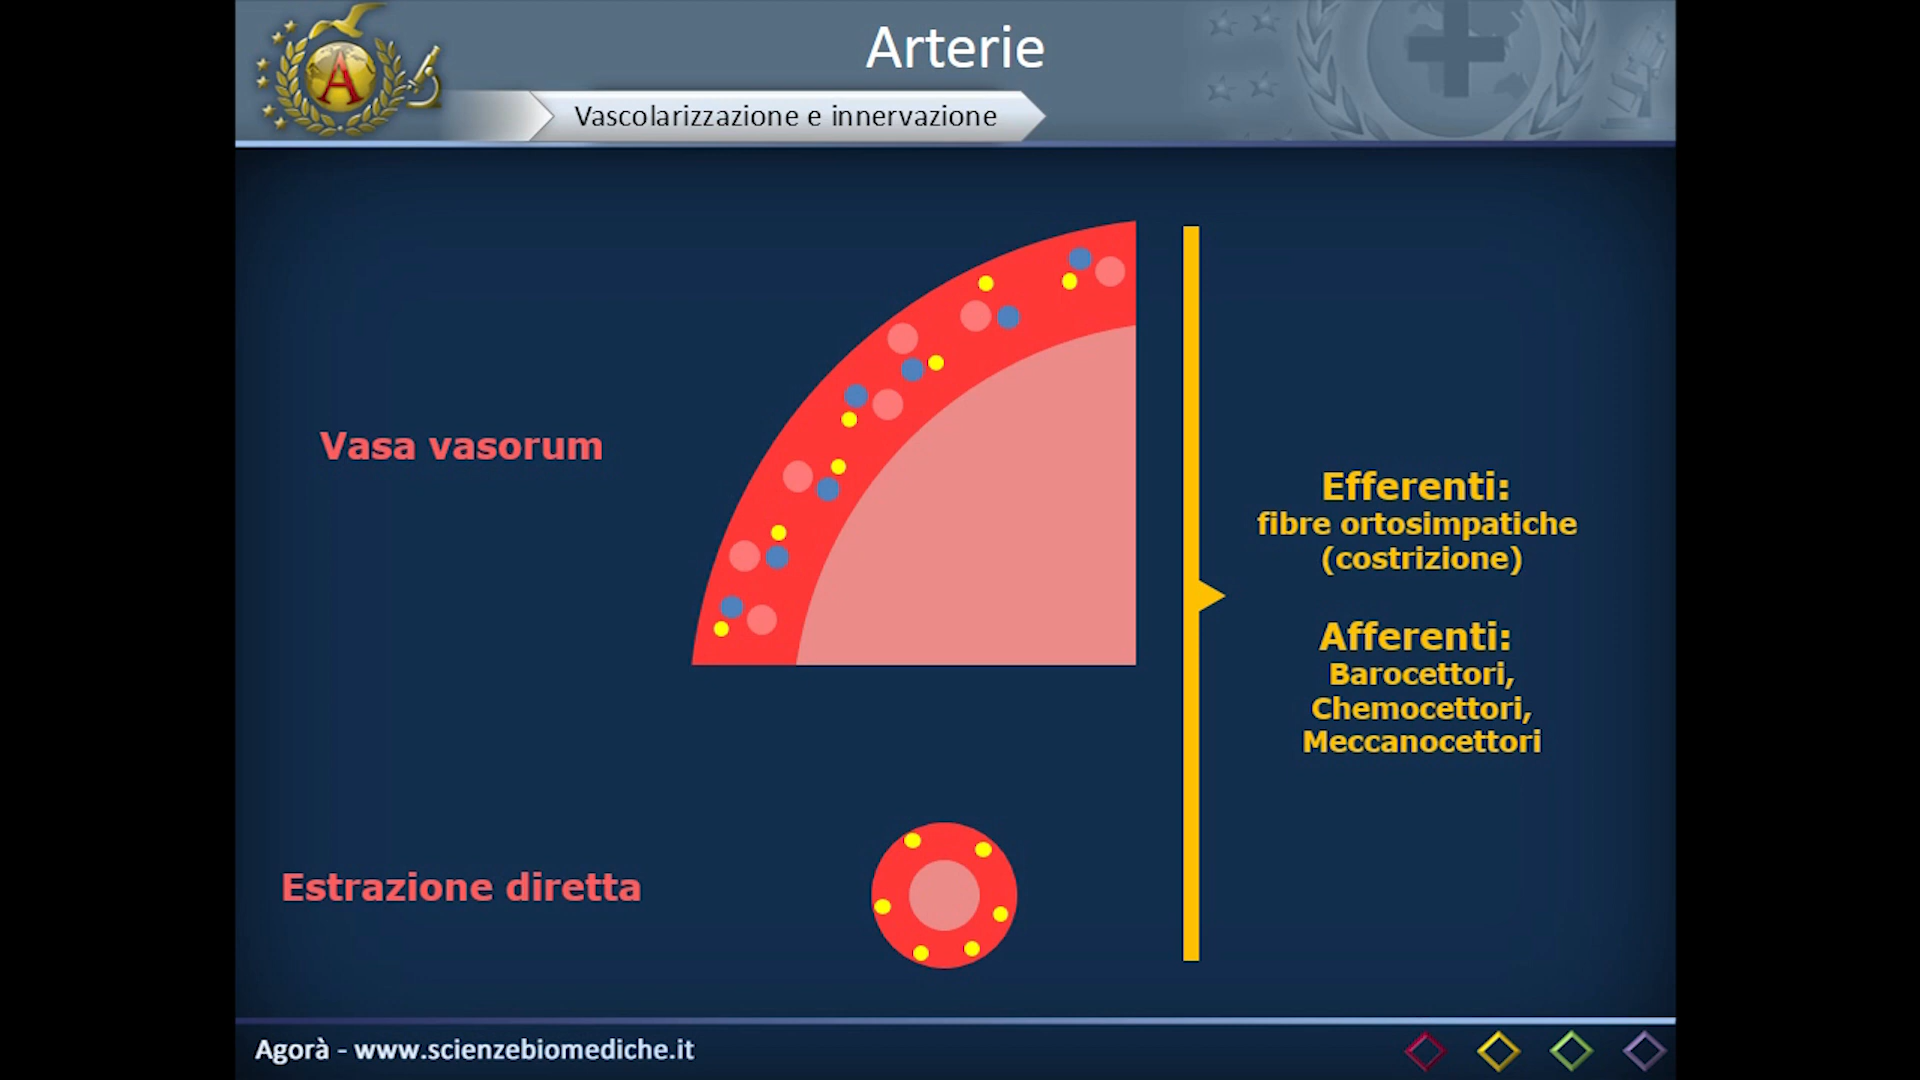 Arterie
A
Vascolarizzazione e innervazione
Vasa vasorum
Efferenti:
fibre ortosimpatiche
(costrizione)
Afferenti:
Barocettori,
Chemocettori,
Meccanocettori
Estrazione diretta
Agorà - www.scienzebiomediche.it